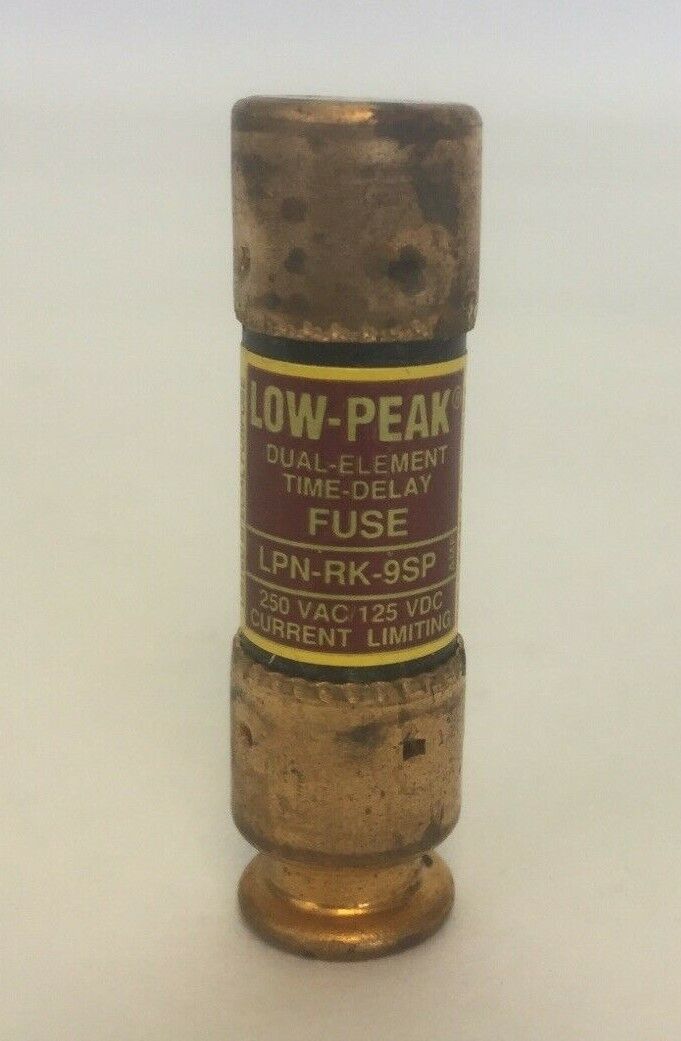 LOW-PEAK®
DUAL-ELEMENT
TIME-DELAY
FUSE
LPN-RK-9SP
250 VAC/125 VDC
CURRENT LIMITING